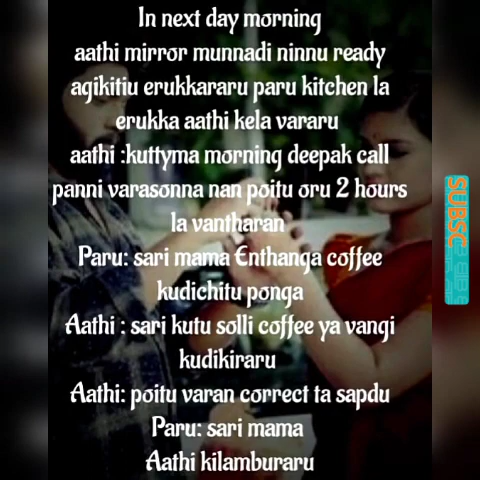 In next day morning
aathi mirror munnadi ninnu ready
agikitiu erukkararu paru kitchen la
erukka aathi kela vararu
aathi :kuttyma morning deepak call
panni varasonna nan poitu oru 2 hours
la vantharan
Paru: sari mama Enthanga coffee
kudichitu ponga
Aathi : sari kutu solli coffee ya vangi
kudikiraru
Aathi: poitu varan correct ta sapdu
Paru: sari mama
Aathi kilamburaru
SUBSC